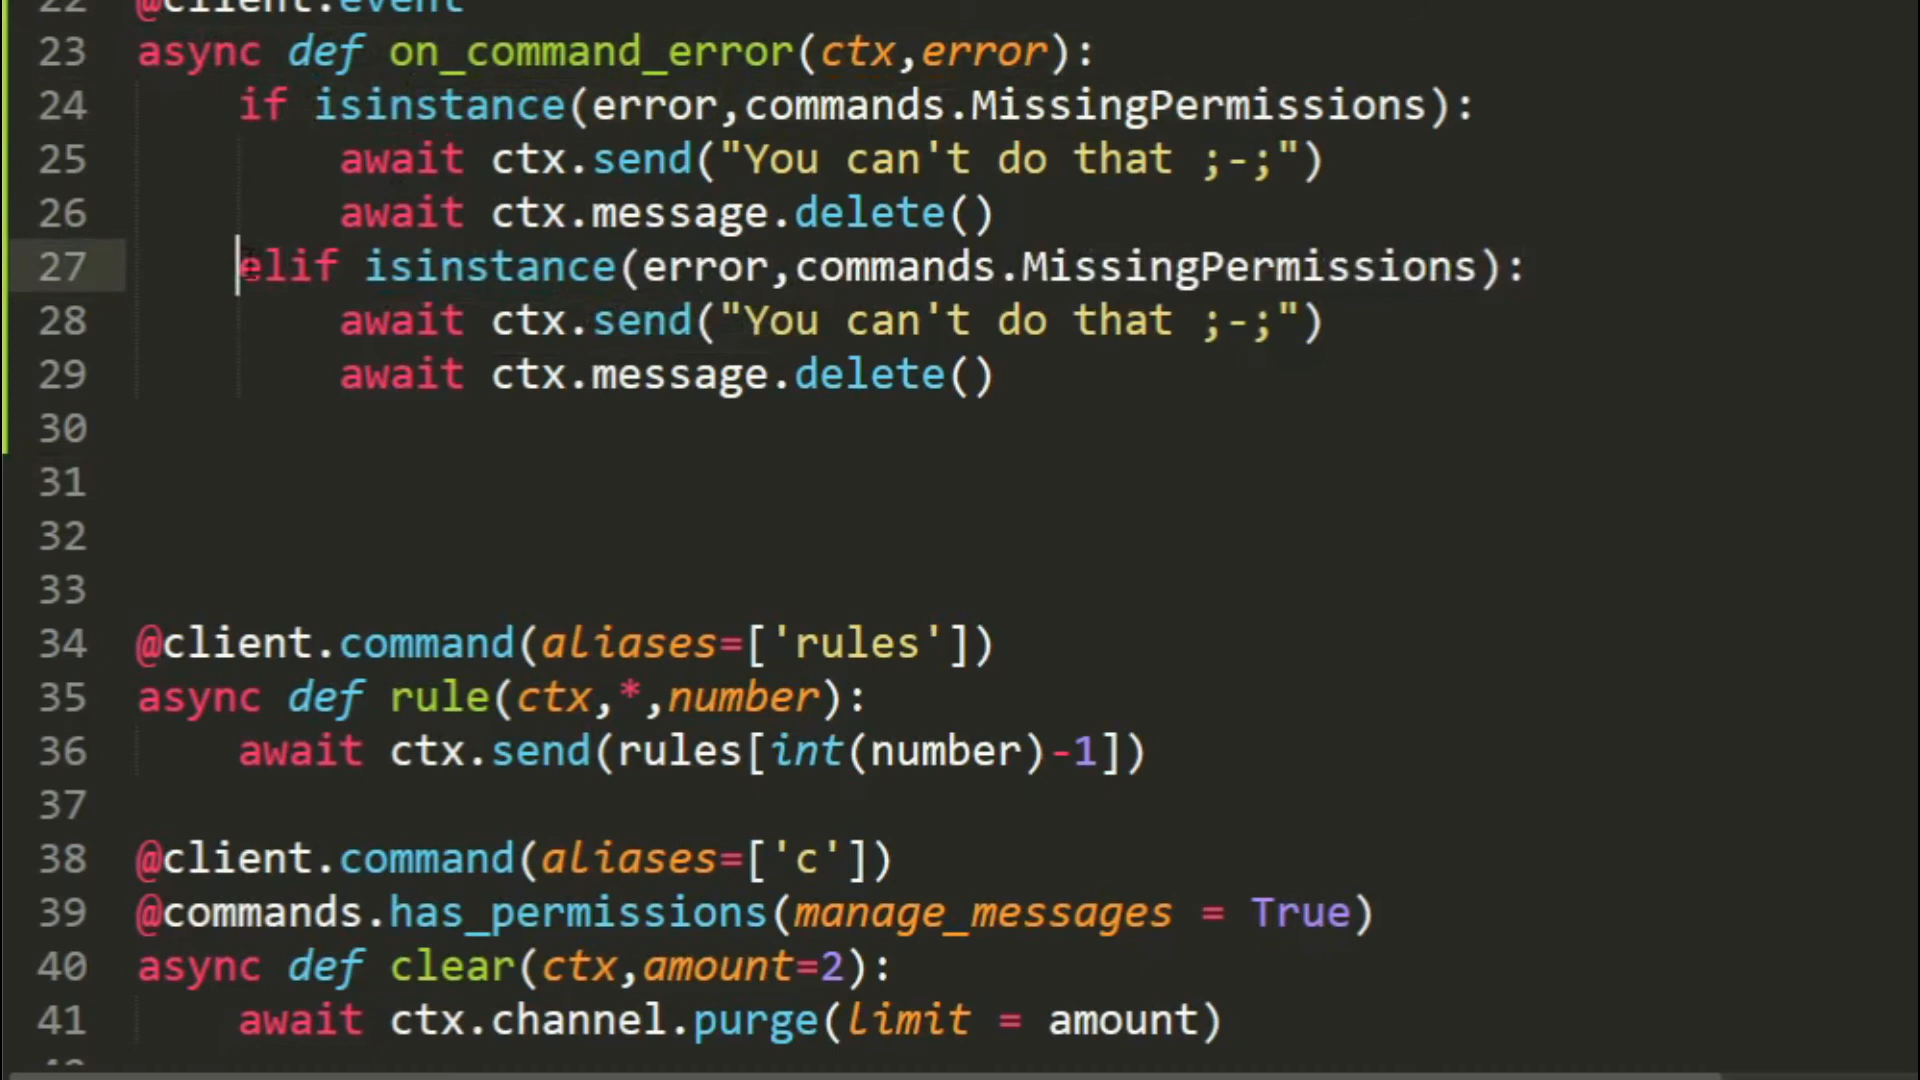 22 @client.event
23 async def on_command_error(ctx,error):
24     if isinstance(error,commands.MissingPermissions):
25         await ctx.send("You can't do that ;-;")
26         await ctx.message.delete()
27     elif isinstance(error,commands.MissingPermissions):
28         await ctx.send("You can't do that ;-;")
29         await ctx.message.delete()
30
31
32
33
34 @client.command(aliases=['rules'])
35 async def rule(ctx,*,number):
36     await ctx.send(rules[int(number)-1])
37
38 @client.command(aliases=['c'])
39 @commands.has_permissions(manage_messages = True)
40 async def clear(ctx,amount=2):
41     await ctx.channel.purge(limit = amount)